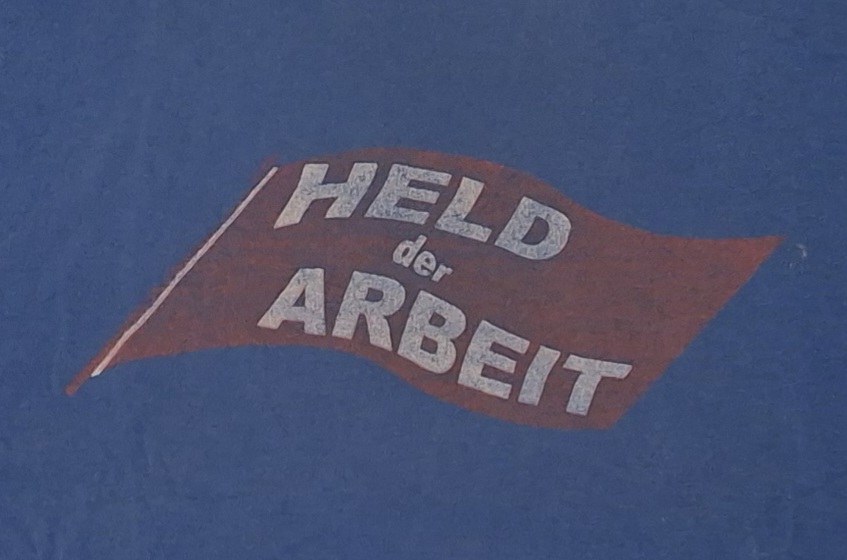 HELD
der
ARBEIT